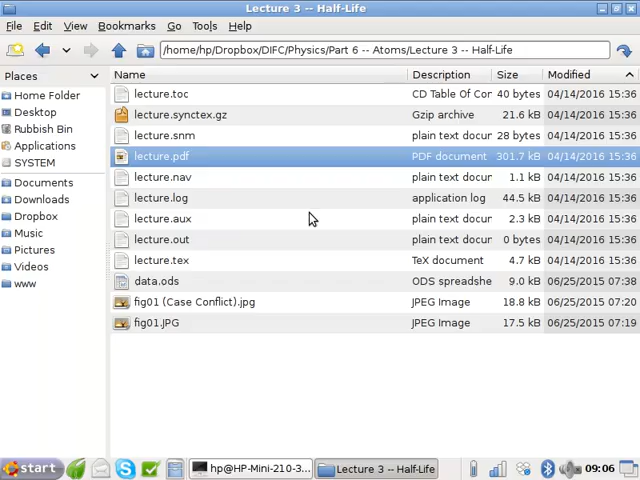 Lecture 3 -- Half-Life
File Edit View Bookmarks Go Tools Help
/home/hp/Dropbox/DIFC/Physics/Part 6 -- Atoms/Lecture 3 -- Half-Life
Places
Home Folder
Desktop
Rubbish Bin
Applications
SYSTEM
Documents
Downloads
Dropbox
Music
Pictures
Videos
www
Name Description Size Modified
lecture.toc CD Table Of Cor 40 bytes 04/14/2016 15:36
lecture.synctex.gz Gzip archive 21.6 kB 04/14/2016 15:36
lecture.snm plain text docur 28 bytes 04/14/2016 15:36
lecture.pdf PDF document 301.7 kB 04/14/2016 15:36
lecture.nav plain text docur 1.1 kB 04/14/2016 15:36
lecture.log application log 44.5 kB 04/14/2016 15:36
lecture.aux plain text docur 2.3 kB 04/14/2016 15:36
lecture.out plain text docur 0 bytes 04/14/2016 15:36
lecture.tex TeX document 4.7 kB 04/14/2016 15:36
data.ods ODS spreadshe 9.0 kB 06/25/2015 07:38
fig01 (Case Conflict).jpg JPEG Image 18.8 kB 06/25/2015 07:20
fig01.JPG JPEG Image 17.5 kB 06/25/2015 07:19
start hp@HP-Mini-210-3... Lecture 3 -- Half-Life 09:06